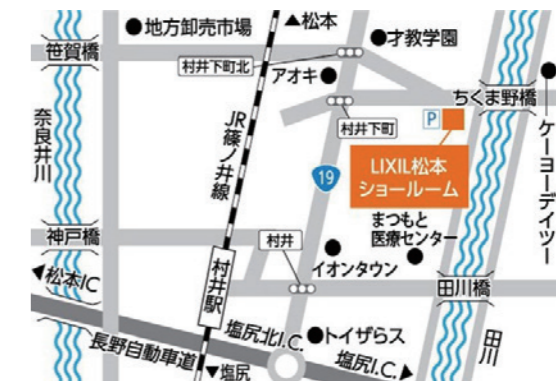 ●地方卸売市場
▲松本
●才教学園
笹賀橋
村井下町北
アオキ●
ちくま野橋
奈良井川
JR篠ノ井線
村井下町
P
ケーヨーデイツー
LIXIL松本
ショールーム
19
まつもと
医療センター
神戸橋
村井
イオンタウン
◀松本IC
村井駅
田川橋
長野自動車道
塩尻北I.C.
●トイザらス
塩尻I.C.▶
田川
▼塩尻